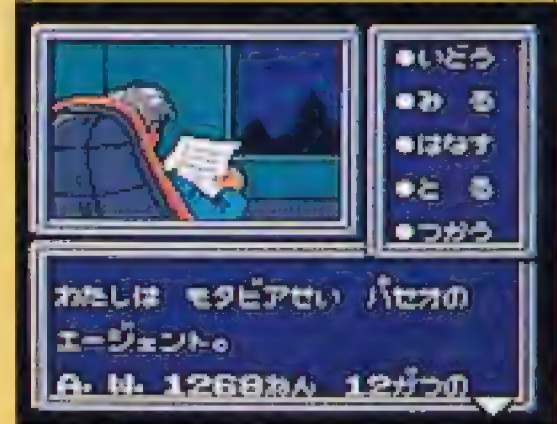 ●いどう
●み る
●はなす
●と る
●つかう
わたしは モタビアせい パセオの
エージェント。
A. W. 1268ねん 12がつの